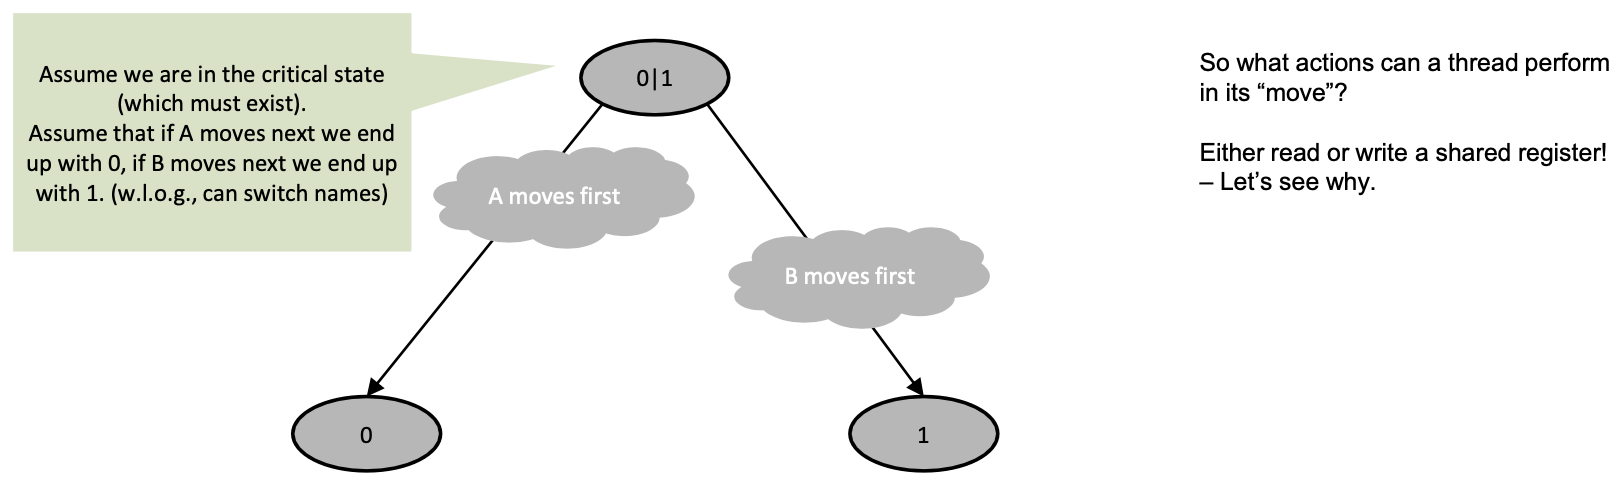 Assume we are in the critical state
(which must exist).
Assume that if A moves next we end
up with 0, if B moves next we end up
with 1. (w.l.o.g., can switch names)
0|1
So what actions can a thread perform
in its “move”?
Either read or write a shared register!
– Let’s see why.
A moves first
B moves first
0
1